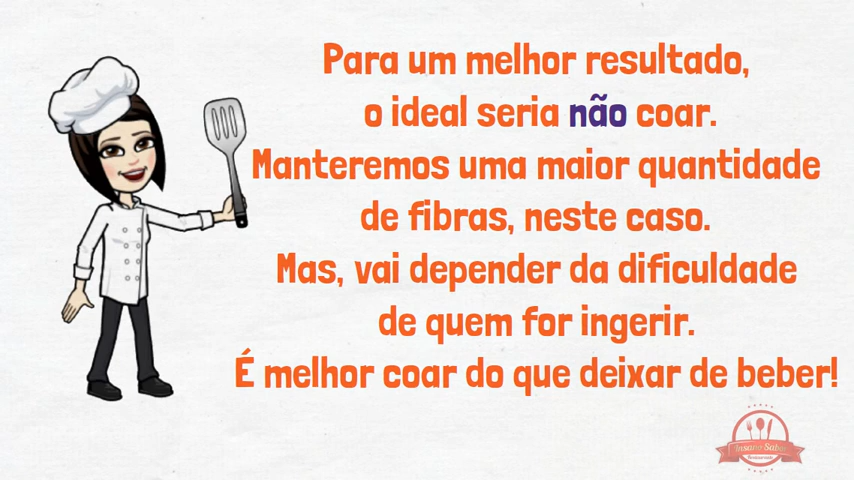 Para um melhor resultado,
o ideal seria não coar.
Manteremos uma maior quantidade
de fibras, neste caso.
Mas, vai depender da dificuldade
de quem for ingerir.
É melhor coar do que deixar de beber!